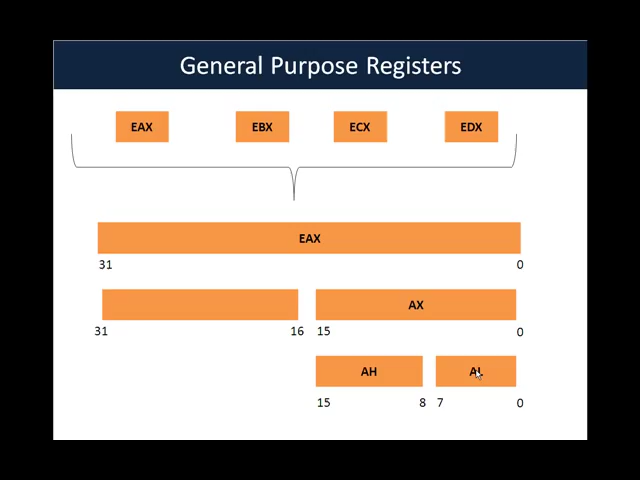 General Purpose Registers
EAX EBX ECX EDX
EAX
31 0
AX
31 16 15 0
AH AL
15 8 7 0